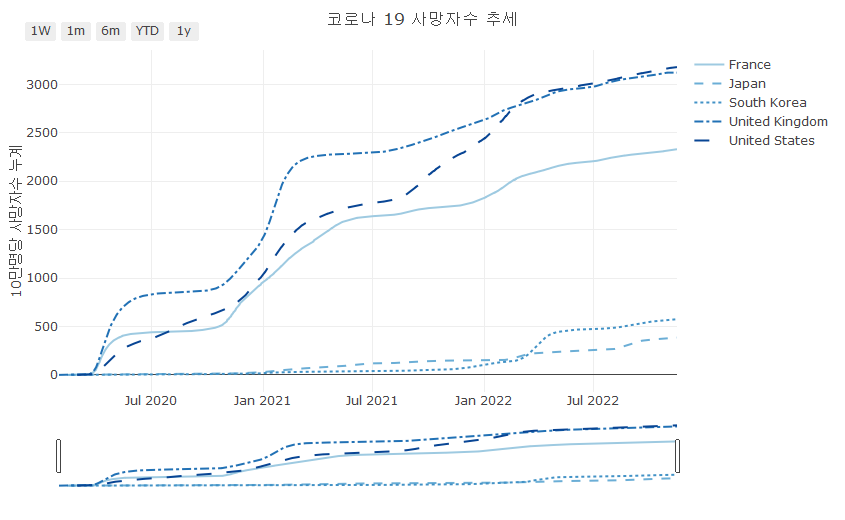 코로나 19 사망자수 추세
1W 1m 6m YTD 1y
10만명당 사망자수 누계
3000
2500
2000
1500
1000
500
0
Jul 2020 Jan 2021 Jul 2021 Jan 2022 Jul 2022
France
Japan
South Korea
United Kingdom
United States